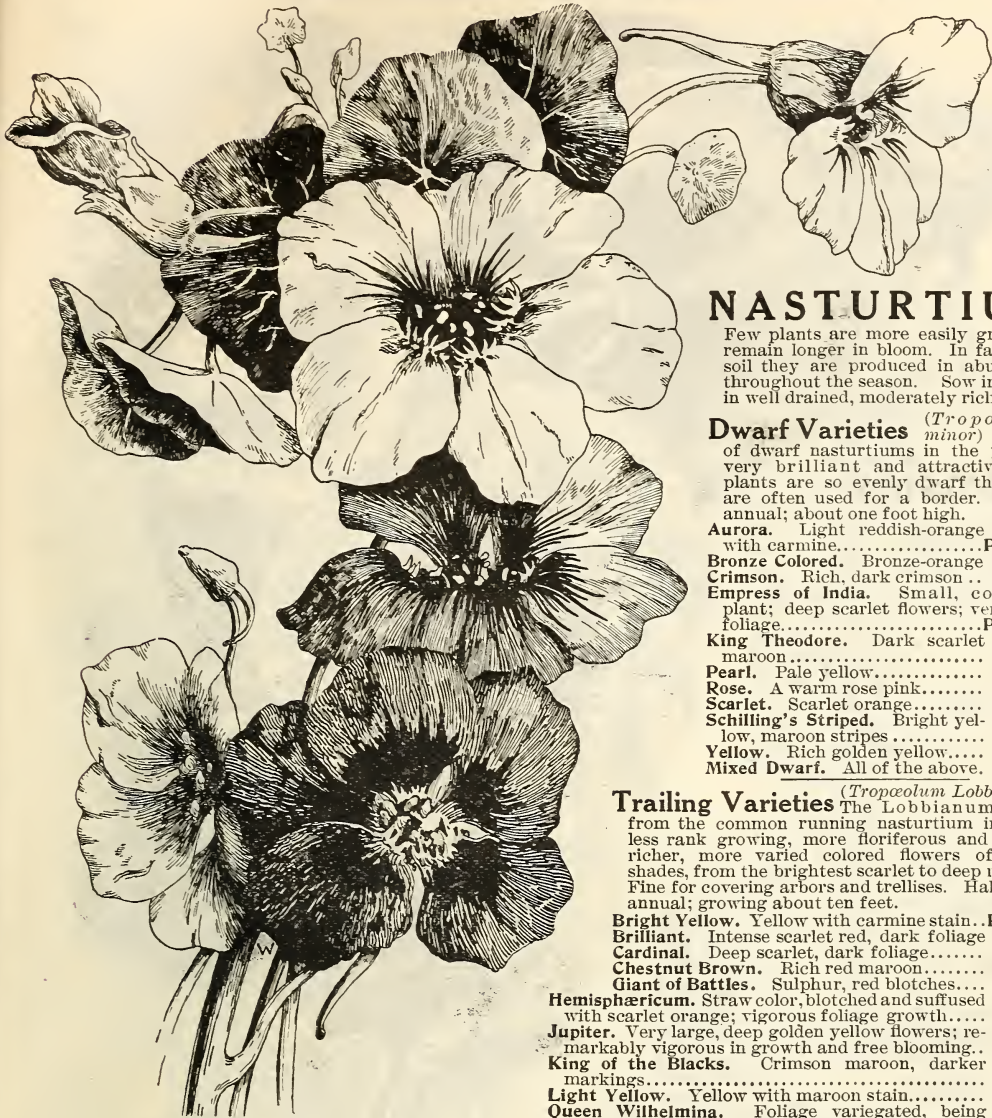 NASTURTIU
Few plants are more easily gr
remain longer in bloom. In fa
soil they are produced in abu
throughout the season. Sow in
in well drained, moderately rich
Dwarf Varieties (Tropo
minor)
of dwarf nasturtiums in the
very brilliant and attractiv
plants are so evenly dwarf th
are often used for a border.
annual; about one foot high.
Aurora. Light reddish-orange
with carmine.................P
Bronze Colored. Bronze-orange
Crimson. Rich, dark crimson ..
Empress of India. Small, co
plant; deep scarlet flowers; ver
foliage........................P
King Theodore. Dark scarlet
maroon.......................
Pearl. Pale yellow.............
Rose. A warm rose pink........
Scarlet. Scarlet orange.........
Schilling's Striped. Bright yel-
low, maroon stripes ...........
Yellow. Rich golden yellow.....
Mixed Dwarf. All of the above.
Trailing Varieties (Tropœolum Lobb
The Lobbianum
from the common running nasturtium in
less rank growing, more floriferous and
richer, more varied colored flowers of
shades, from the brightest scarlet to deep
Fine for covering arbors and trellises. Hal
annual; growing about ten feet.
Bright Yellow. Yellow with carmine stain..P
Brilliant. Intense scarlet red, dark foliage
Cardinal. Deep scarlet, dark foliage.......
Chestnut Brown. Rich red maroon........
Giant of Battles. Sulphur, red blotches....
Hemisphæricum. Straw color, blotched and suffused
with scarlet orange; vigorous foliage growth.....
Jupiter. Very large, deep golden yellow flowers; re-
markably vigorous in growth and free blooming..
King of the Blacks. Crimson maroon, darker
markings........................................
Light Yellow. Yellow with maroon stain..........
Queen Wilhelmina. Foliage variegated, being
W